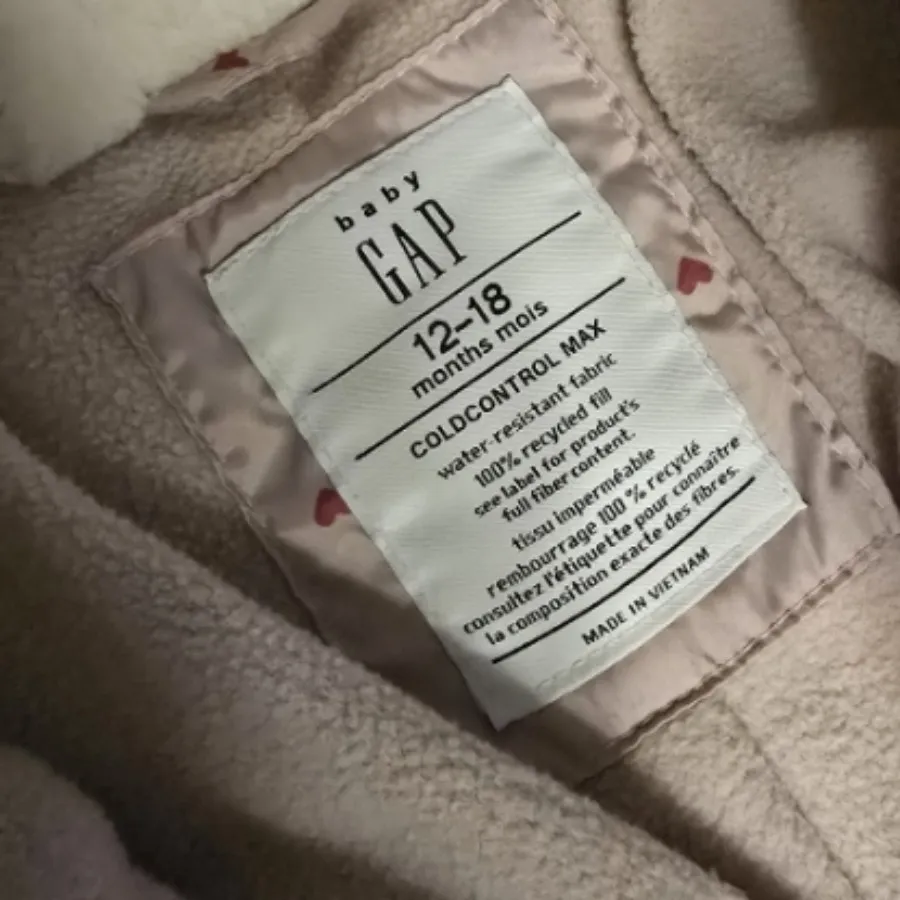 baby
GAP
12–18
months mois
COLDCONTROL MAX
water-resistant fabric
100% recycled fill
see label for product's
full fiber content.
tissu imperméable
rembourrage 100 % recyclé
consultez l'étiquette pour connaître
la composition exacte des fibres.
MADE IN VIETNAM